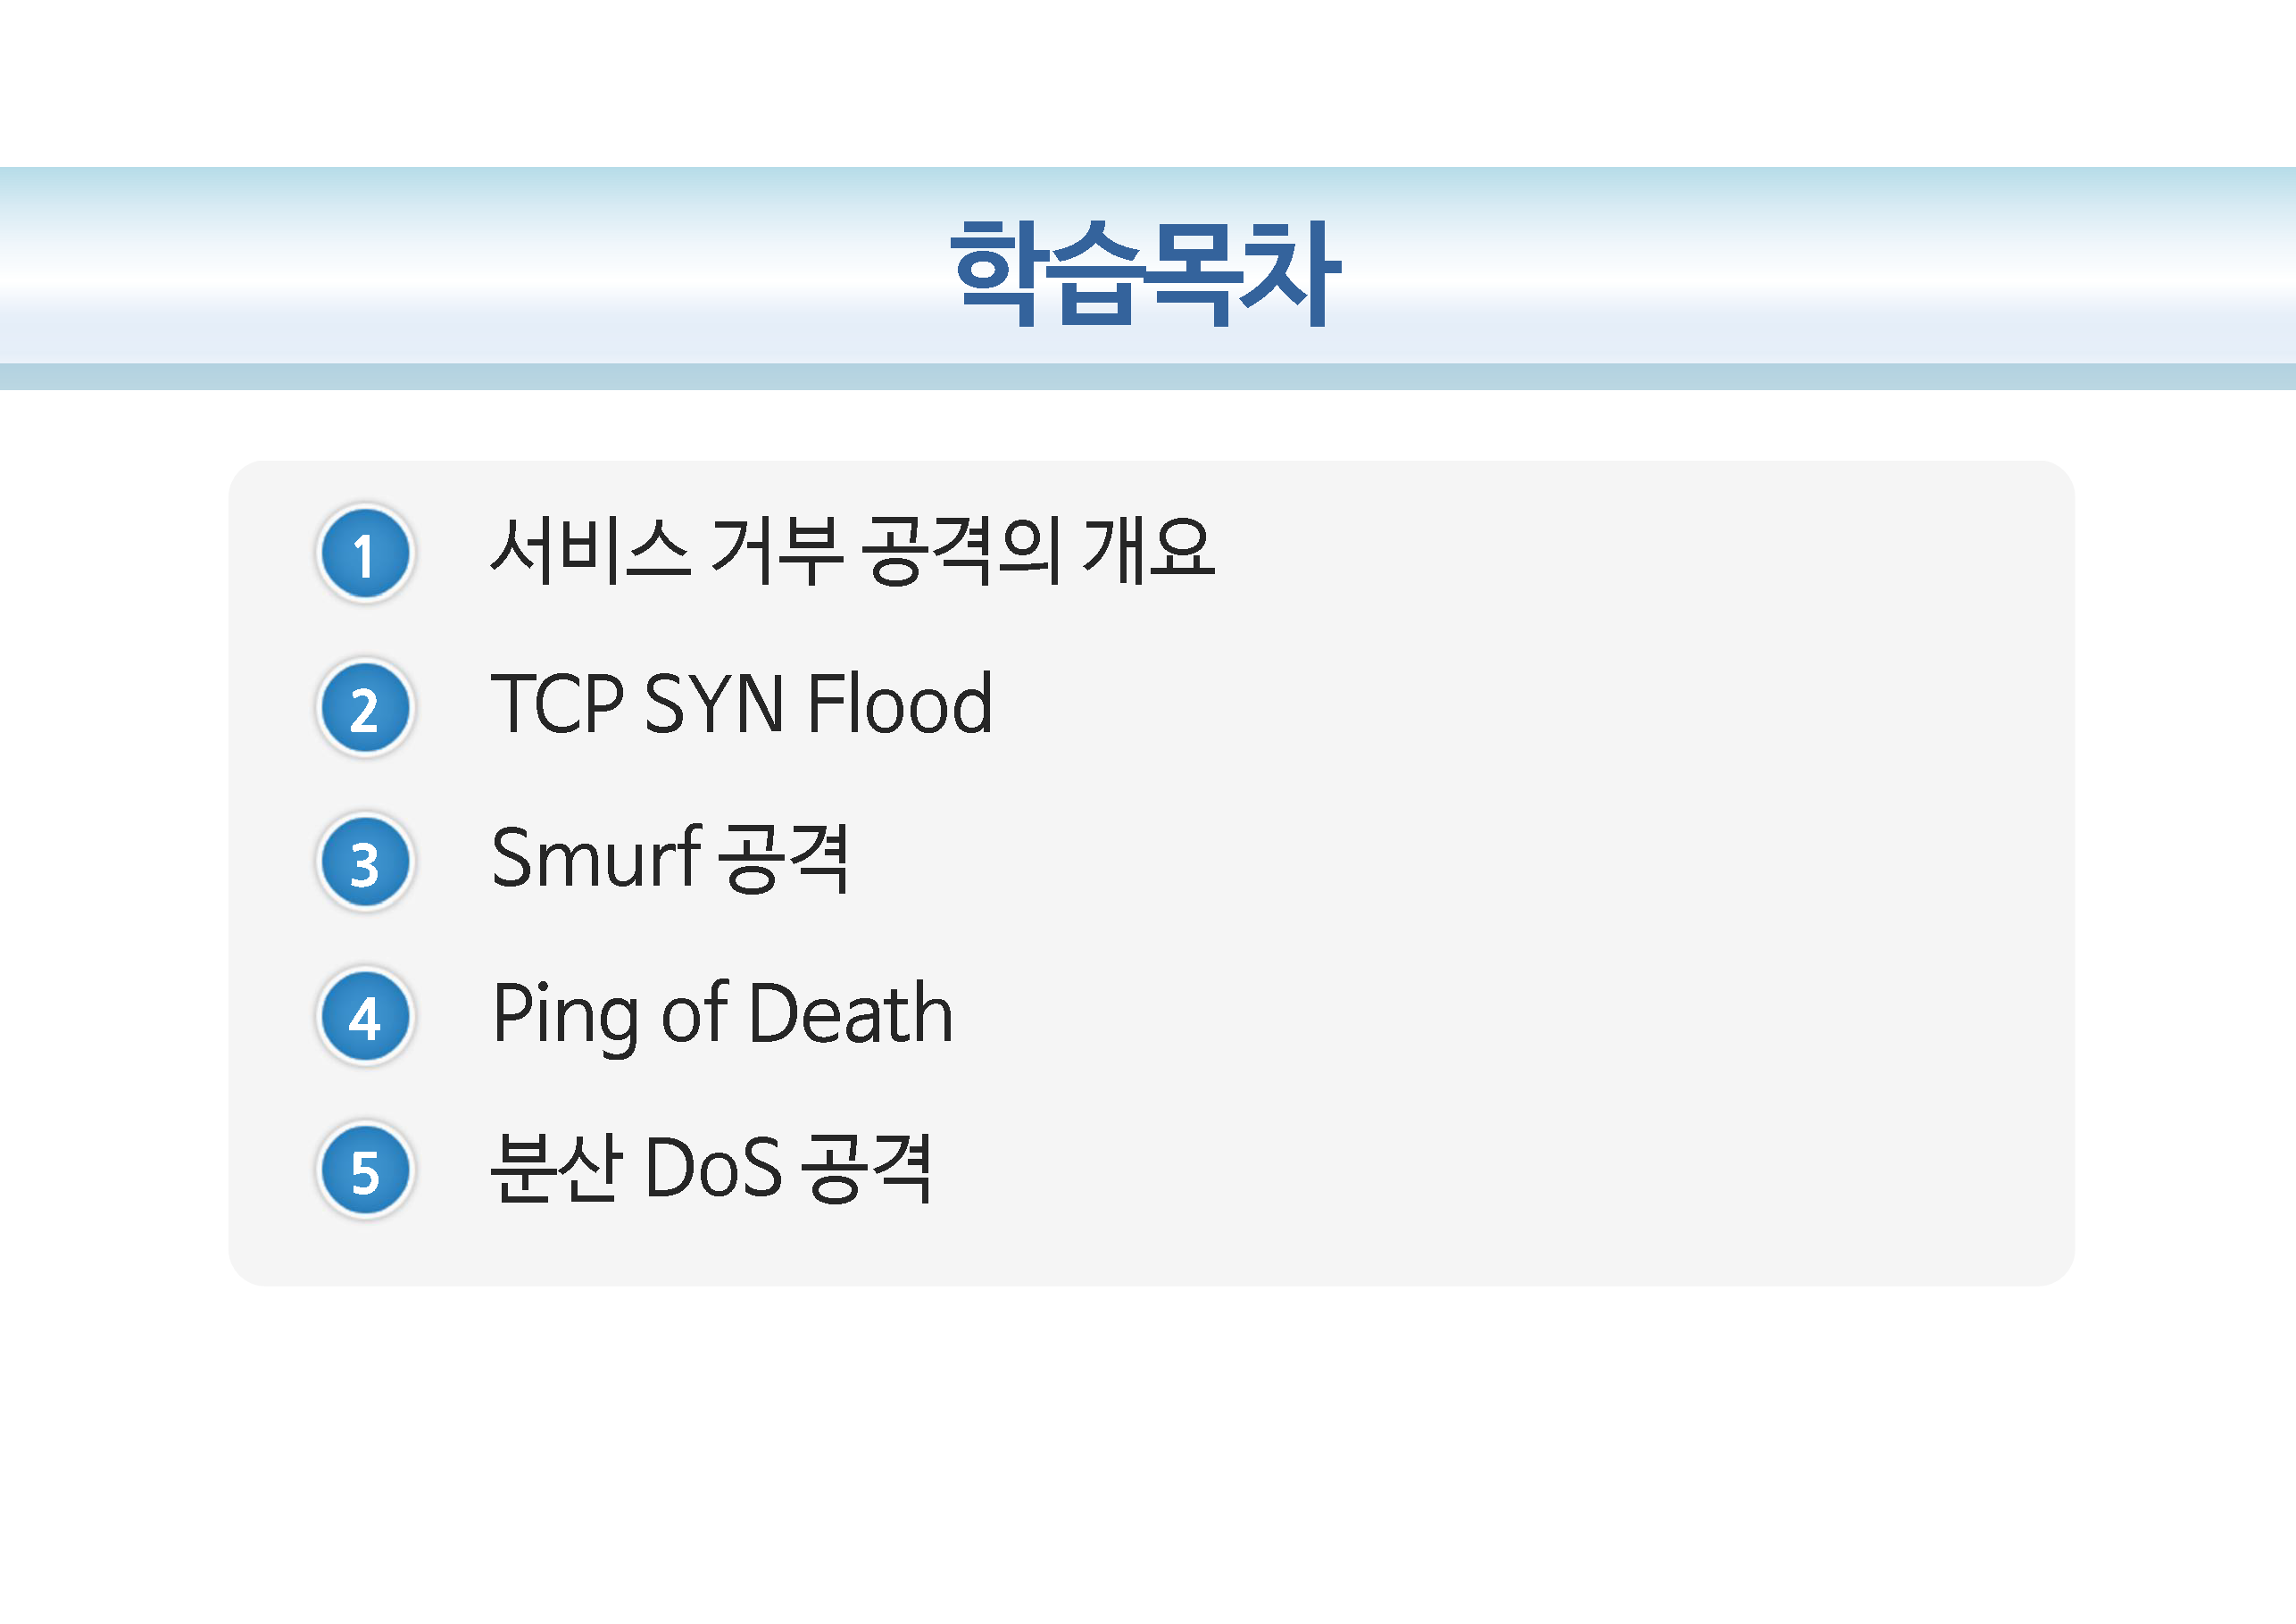 학습목차
1 서비스 거부 공격의 개요
2 TCP SYN Flood
3 Smurf 공격
4 Ping of Death
5 분산 DoS 공격